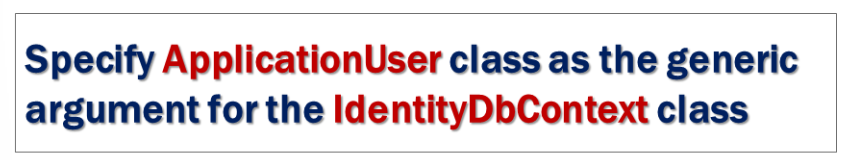 Specify ApplicationUser class as the generic
argument for the IdentityDbContext class